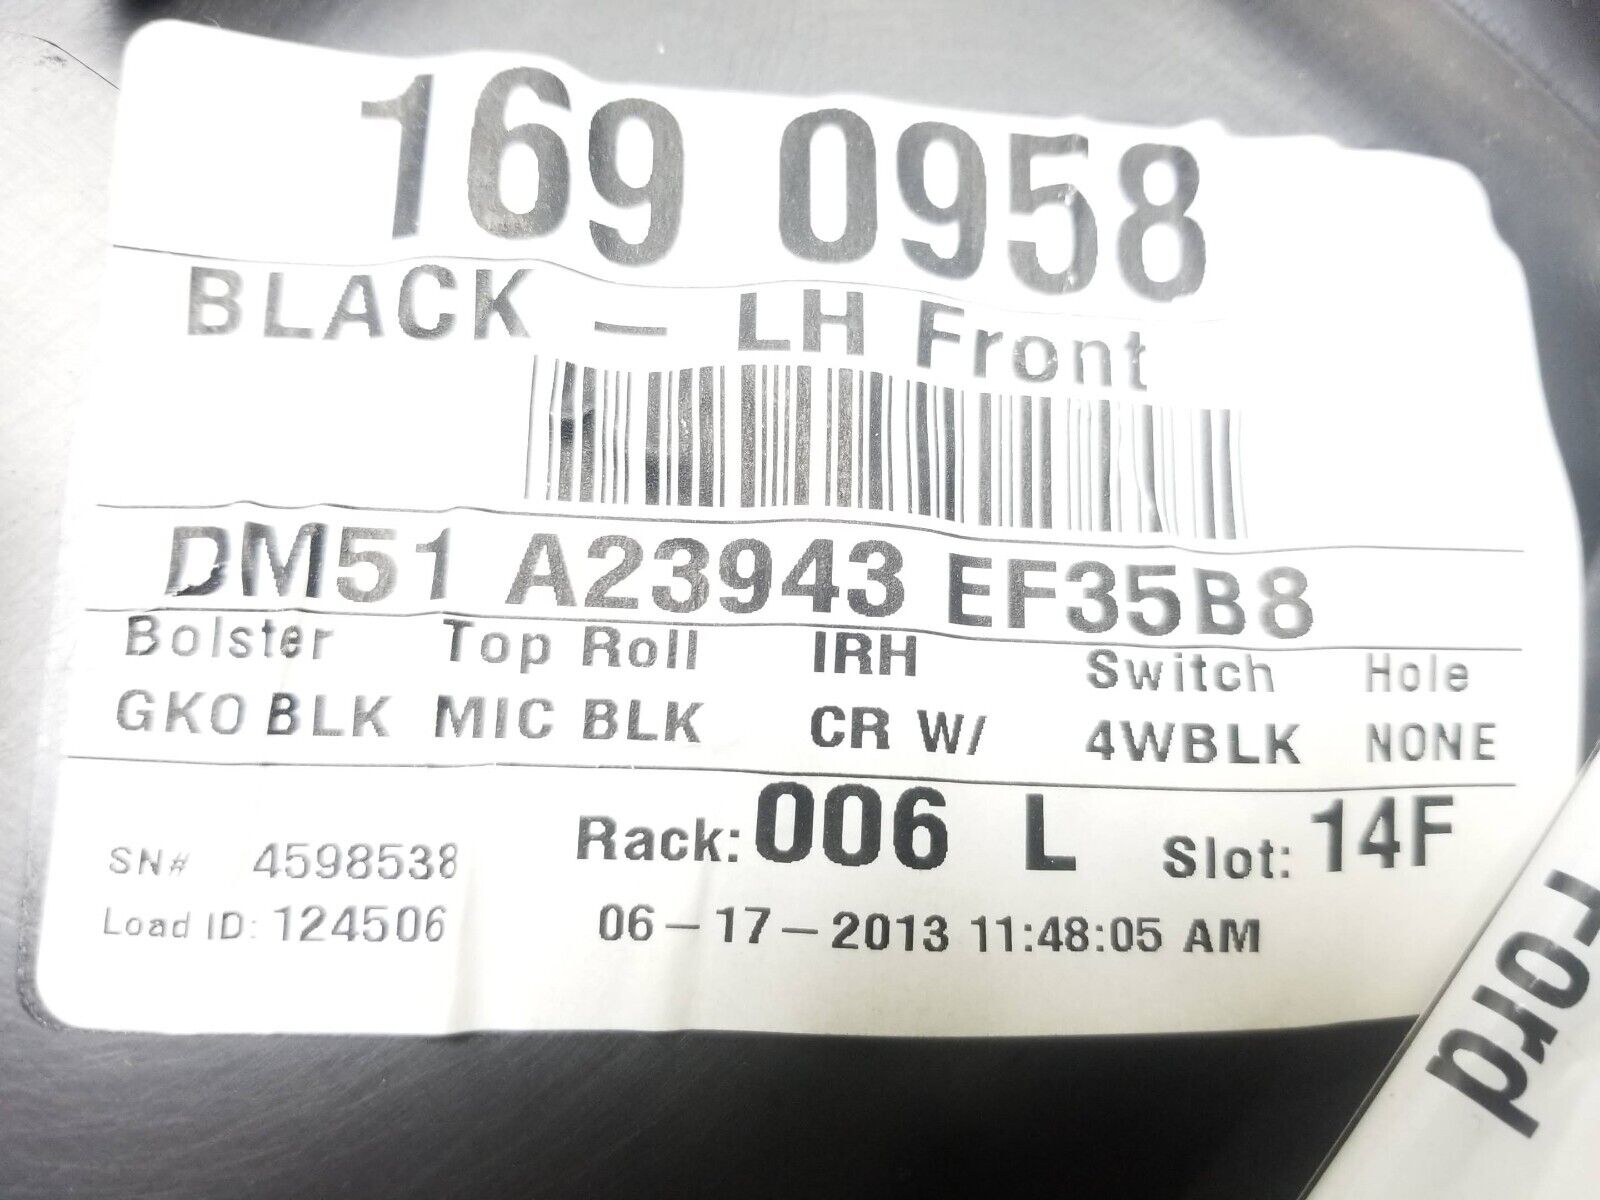 169 0958
BLACK - LH Front
DM51 A23943 EF35B8
Bolster Top Roll IRH Switch Hole
GKO BLK MIC BLK CR W/ 4WBLK NONE
SN# 4598538 Rack: 006 L Slot: 14F
Load ID: 124506 06-17-2013 11:48:05 AM
Ford